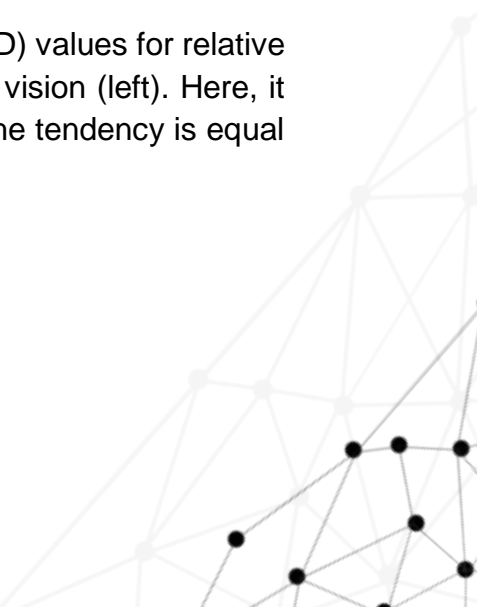 D) values for relative
vision (left). Here, it
he tendency is equal